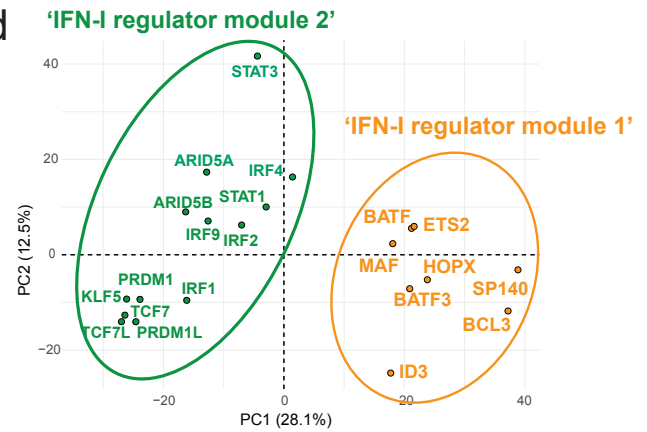 d
'IFN-I regulator module 2'
'IFN-I regulator module 1'
40
STAT3
20
ARID5A
IRF4
ARID5B
STAT1
IRF9
IRF2
BATF
ETS2
PC2 (12.5%)
0
MAF
HOPX
SP140
PRDM1
KLF5
IRF1
BATF3
TCF7
BCL3
TCF7L
PRDM1L
−20
ID3
−20
0
20
40
PC1 (28.1%)